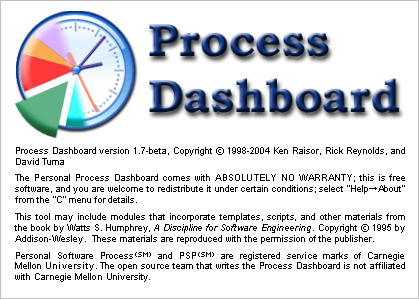 Process
Dashboard
Process Dashboard version 1.7-beta, Copyright © 1998-2004 Ken Raisor, Rick Reynolds, and
David Tuma
The Personal Process Dashboard comes with ABSOLUTELY NO WARRANTY; this is free
software, and you are welcome to redistribute it under certain conditions; select "Help→About"
from the "C" menu for details.
This tool may include modules that incorporate templates, scripts, and other materials from
the book by Watts S. Humphrey, A Discipline for Software Engineering. Copyright © 1995 by
Addison-Wesley. These materials are reproduced with the permission of the publisher.
Personal Software Process(SM) and PSP(SM) are registered service marks of Carnegie
Mellon University. The open source team that writes the Process Dashboard is not affiliated
with Carnegie Mellon University.